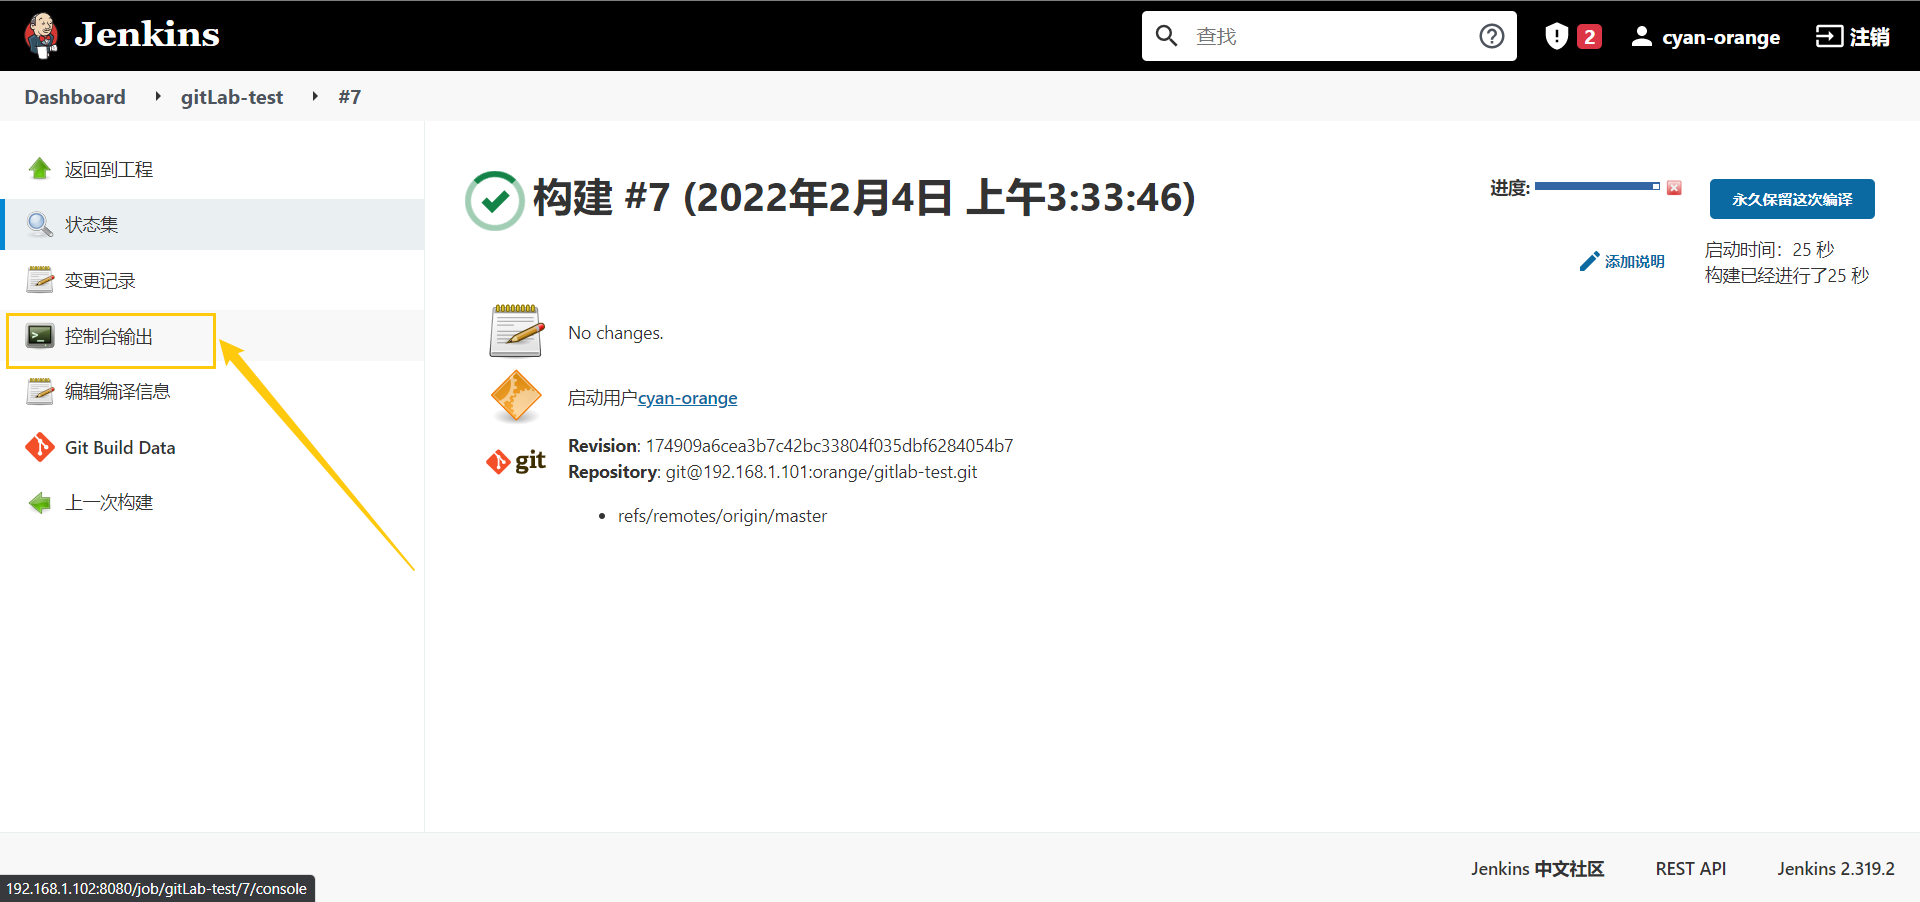 Jenkins
查找
2
cyan-orange
注销
Dashboard
gitLab-test
#7
返回到工程
状态集
变更记录
控制台输出
编辑编译信息
Git Build Data
上一次构建
构建 #7 (2022年2月4日 上午3:33:46)
进度:
永久保留这次编译
添加说明
启动时间：25 秒
构建已经进行了25 秒
No changes.
启动用户cyan-orange
git
Revision: 174909a6cea3b7c42bc33804f035dbf6284054b7
Repository: git@192.168.1.101:orange/gitlab-test.git
refs/remotes/origin/master
Jenkins 中文社区
REST API
Jenkins 2.319.2
192.168.1.102:8080/job/gitLab-test/7/console